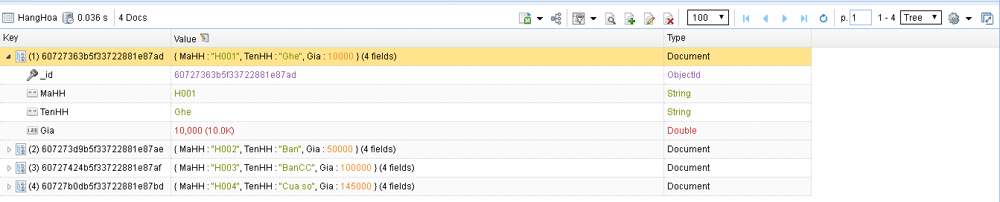 HangHoa 0.036 s 4 Docs 100 p. 1 1 - 4 Tree
Key Value Type
(1) 60727363b5f33722881e87ad { MaHH : "H001", TenHH : "Ghe", Gia : 10000 } (4 fields) Document
_id 60727363b5f33722881e87ad ObjectId
" " MaHH H001 String
" " TenHH Ghe String
1.23 Gia 10,000 (10.0K) Double
(2) 607273d9b5f33722881e87ae { MaHH : "H002", TenHH : "Ban", Gia : 50000 } (4 fields) Document
(3) 60727424b5f33722881e87af { MaHH : "H003", TenHH : "BanCC", Gia : 100000 } (4 fields) Document
(4) 60727b0db5f33722881e87bd { MaHH : "H004", TenHH : "Cua so", Gia : 145000 } (4 fields) Document